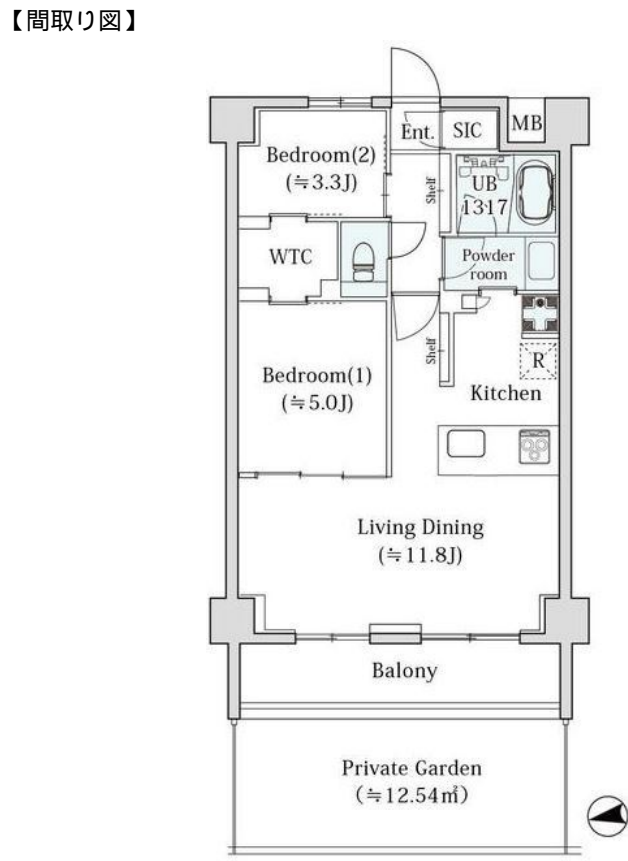 【間取り図】
Ent.
SIC
MB
Bedroom(2)
(≒3.3J)
Shelf
UB
1317
WTC
Powder
room
Bedroom(1)
(≒5.0J)
Shelf
R
Kitchen
Living Dining
(≒11.8J)
Balony
Private Garden
(≒12.54㎡)